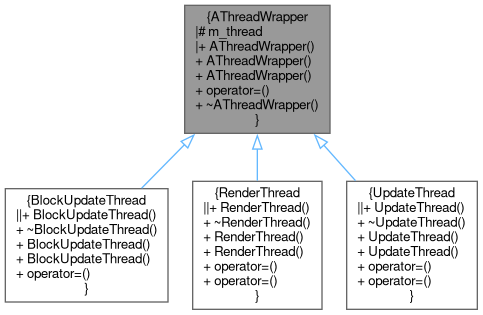 {AThreadWrapper
|# m_thread
|+ AThreadWrapper()
+ AThreadWrapper()
+ AThreadWrapper()
+ operator=()
+ ~AThreadWrapper()
}
{BlockUpdateThread
||+ BlockUpdateThread()
+ ~BlockUpdateThread()
+ BlockUpdateThread()
+ BlockUpdateThread()
+ operator=()
}
{RenderThread
||+ RenderThread()
+ ~RenderThread()
+ RenderThread()
+ RenderThread()
+ operator=()
+ operator=()
}
{UpdateThread
||+ UpdateThread()
+ ~UpdateThread()
+ UpdateThread()
+ UpdateThread()
+ operator=()
+ operator=()
}